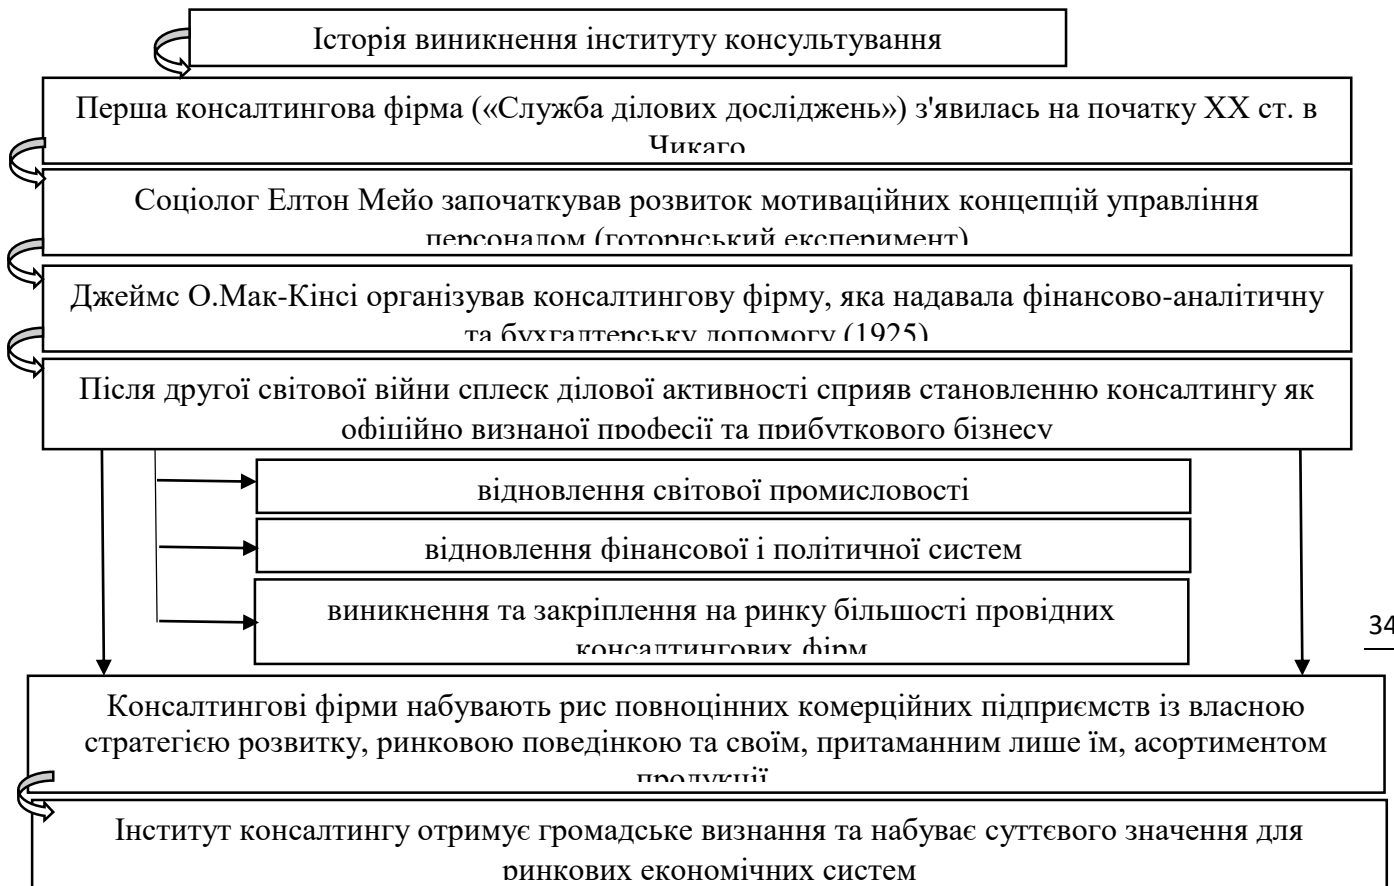 Історія виникнення інституту консультування
Перша консалтингова фірма («Служба ділових досліджень») з'явилась на початку XX ст. в
Чикаго
Соціолог Елтон Мейо започаткував розвиток мотиваційних концепцій управління
персоналом (готорнський експеримент)
Джеймс О.Мак-Кінсі організував консалтингову фірму, яка надавала фінансово-аналітичну
та бухгалтерську допомогу (1925)
Після другої світової війни сплеск ділової активності сприяв становленню консалтингу як
офіційно визнаної професії та прибуткового бізнесу
відновлення світової промисловості
відновлення фінансової і політичної систем
виникнення та закріплення на ринку більшості провідних
консалтингових фірм
34
Консалтингові фірми набувають рис повноцінних комерційних підприємств із власною
стратегією розвитку, ринковою поведінкою та своїм, притаманним лише їм, асортиментом
продукції
Інститут консалтингу отримує громадське визнання та набуває суттєвого значення для
ринкових економічних систем